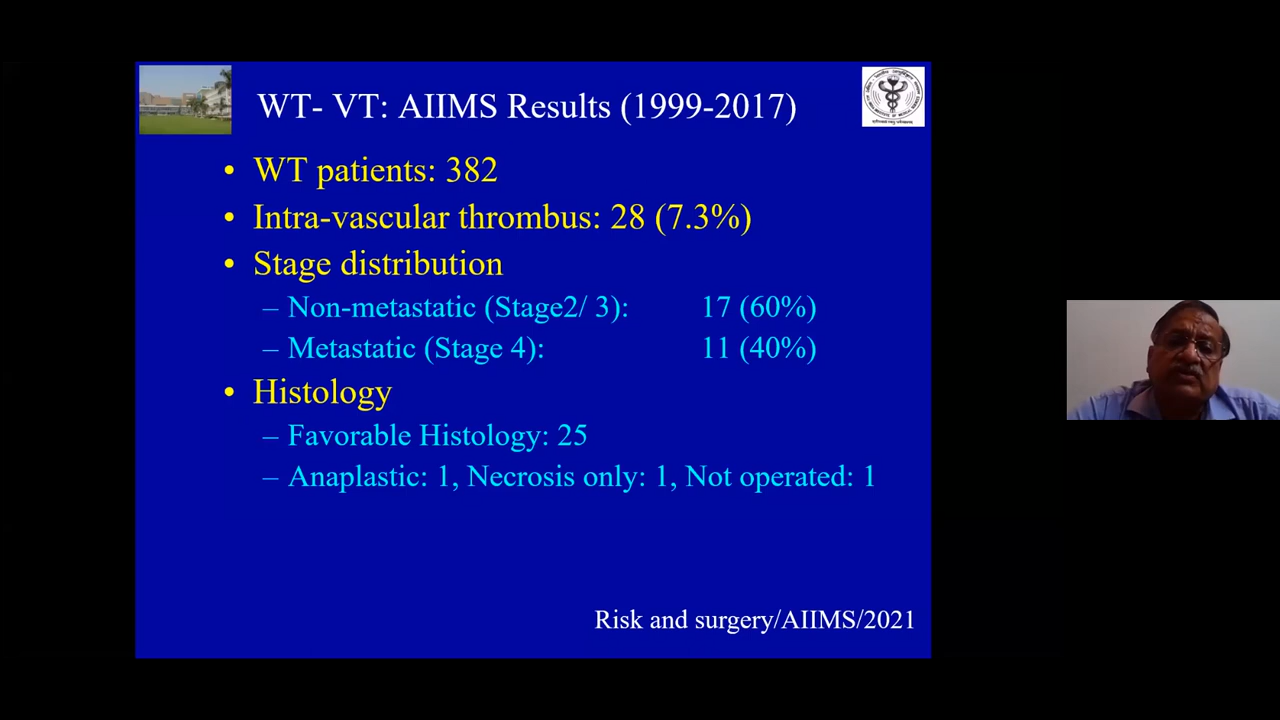 WT- VT: AIIMS Results (1999-2017)
• WT patients: 382
• Intra-vascular thrombus: 28 (7.3%)
• Stage distribution
– Non-metastatic (Stage2/ 3): 17 (60%)
– Metastatic (Stage 4): 11 (40%)
• Histology
– Favorable Histology: 25
– Anaplastic: 1, Necrosis only: 1, Not operated: 1
Risk and surgery/AIIMS/2021